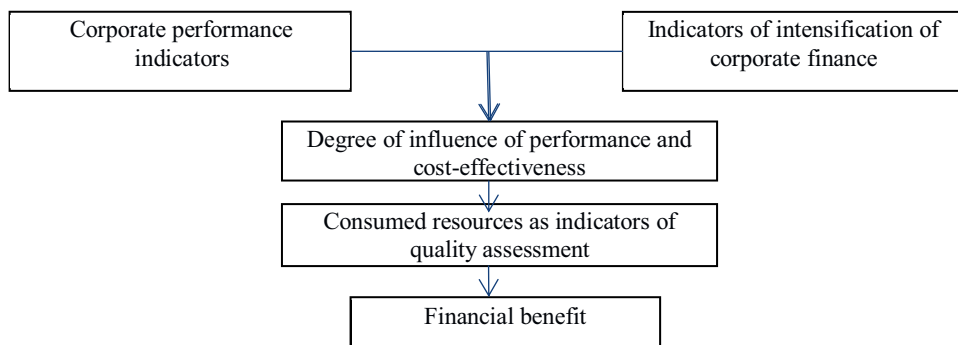 Corporate performance
indicators
Indicators of intensification of
corporate finance
Degree of influence of performance and
cost-effectiveness
Consumed resources as indicators of
quality assessment
Financial benefit